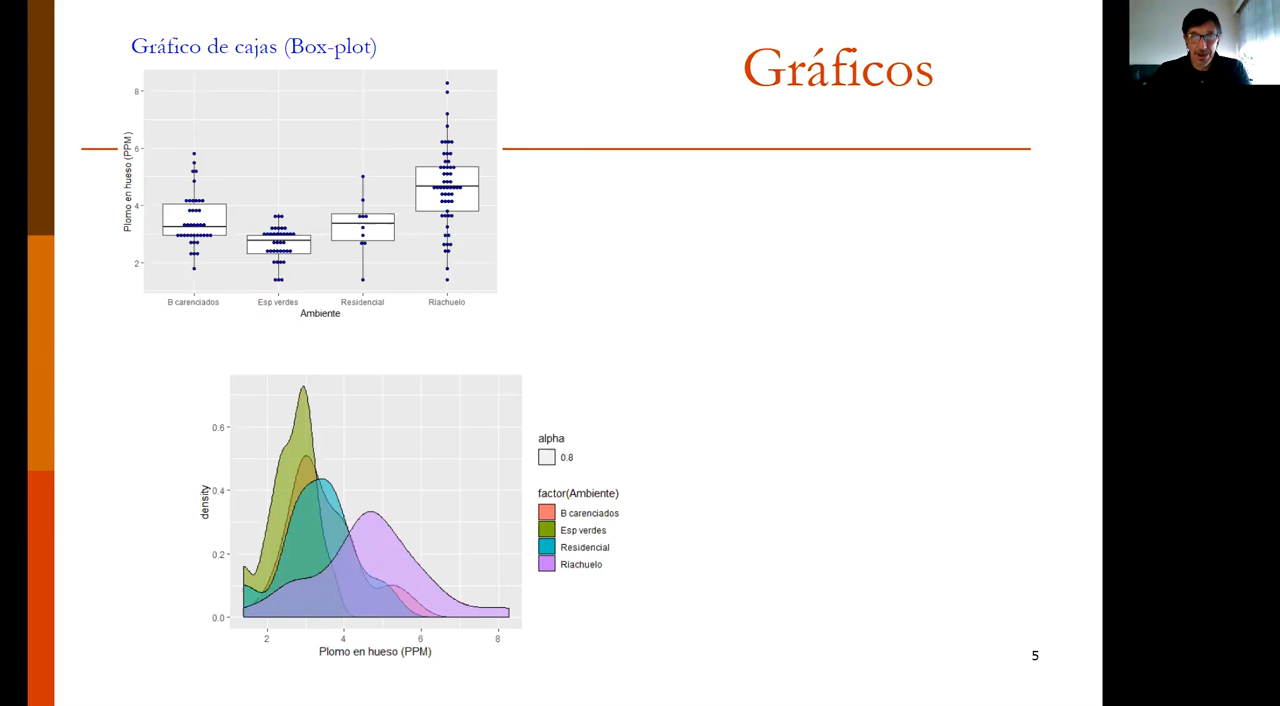 Gráfico de cajas (Box-plot)
Gráficos
Plomo en hueso (PPM)
8
6
4
2
B carenciados
Esp verdes
Residencial
Riachuelo
Ambiente
density
0.6
0.4
0.2
0.0
2
4
6
8
Plomo en hueso (PPM)
alpha
0.8
factor(Ambiente)
B carenciados
Esp verdes
Residencial
Riachuelo
5